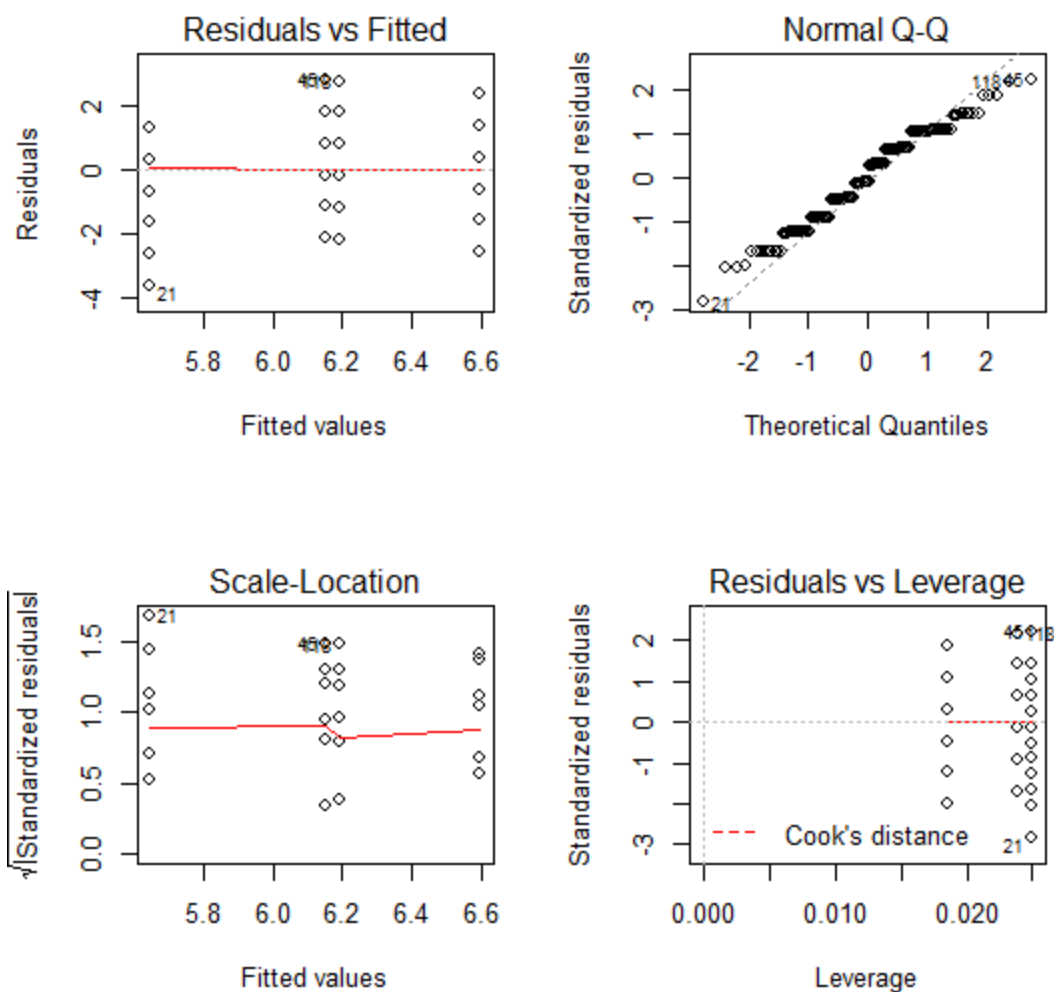 Residuals vs Fitted
Residuals
2
0
-2
-4
21
5.8 6.0 6.2 6.4 6.6
Fitted values
Normal Q-Q
Standardized residuals
2
1
0
-1
-3
21
118 45
-2 -1 0 1 2
Theoretical Quantiles
Scale-Location
√|Standardized residuals|
1.5
1.0
0.5
0.0
21
5.8 6.0 6.2 6.4 6.6
Fitted values
Residuals vs Leverage
Standardized residuals
2
1
0
-1
-3
45 118
21
Cook's distance
0.000 0.010 0.020
Leverage